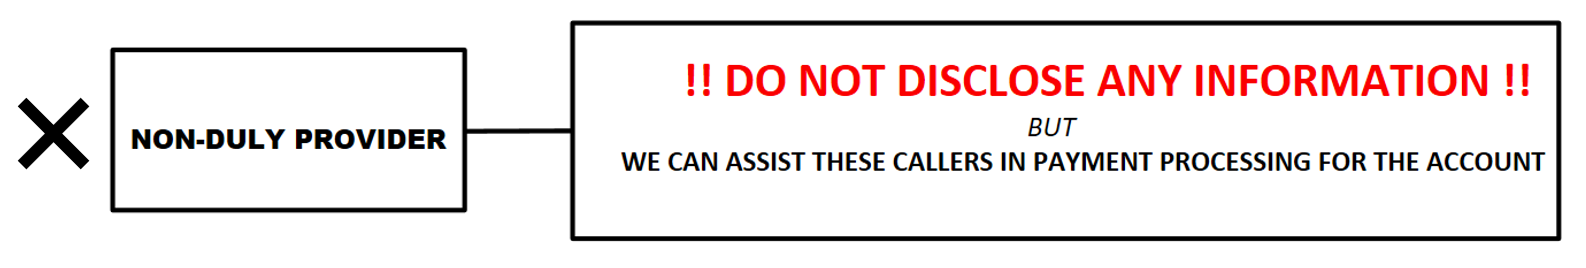 NON-DULY PROVIDER
!! DO NOT DISCLOSE ANY INFORMATION !!
BUT
WE CAN ASSIST THESE CALLERS IN PAYMENT PROCESSING FOR THE ACCOUNT